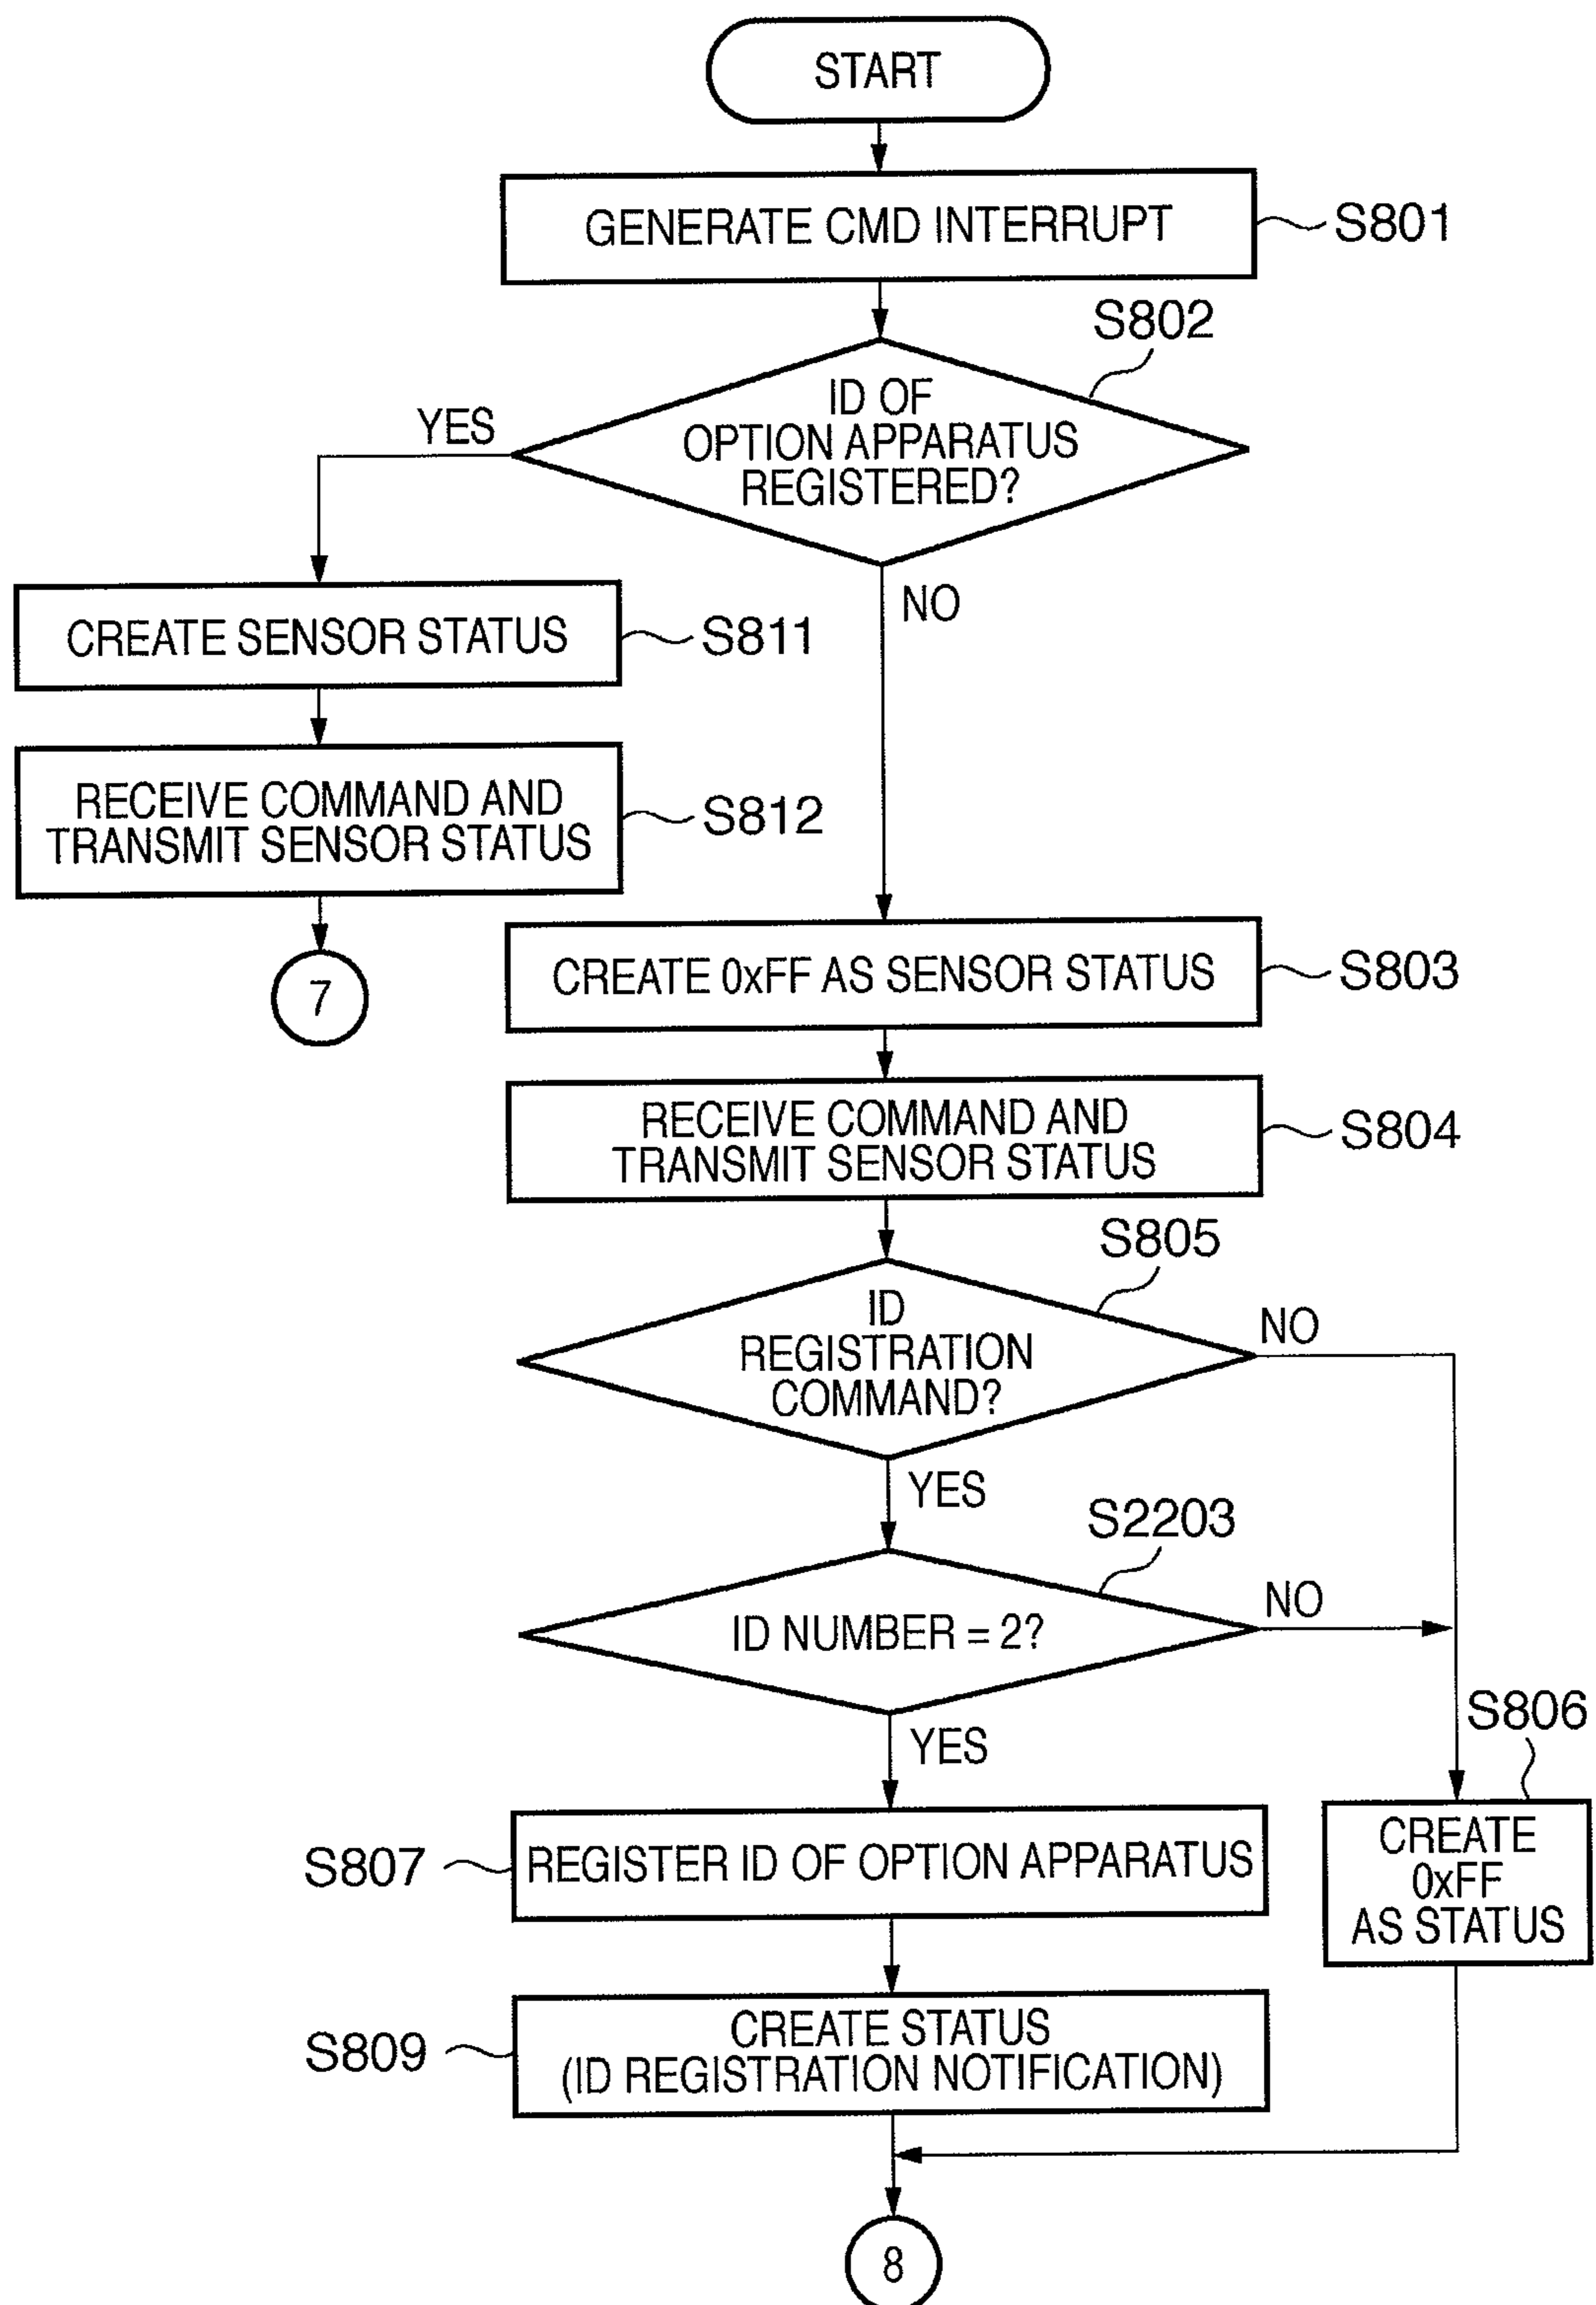 START
GENERATE CMD INTERRUPT
S801
S802
ID OF
OPTION APPARATUS
REGISTERED?
YES
NO
CREATE SENSOR STATUS
S811
RECEIVE COMMAND AND
TRANSMIT SENSOR STATUS
S812
7
CREATE 0xFF AS SENSOR STATUS
S803
RECEIVE COMMAND AND
TRANSMIT SENSOR STATUS
S804
S805
ID
REGISTRATION
COMMAND?
NO
YES
S2203
ID NUMBER = 2?
NO
YES
S806
CREATE
0xFF
AS STATUS
S807
REGISTER ID OF OPTION APPARATUS
S809
CREATE STATUS
(ID REGISTRATION NOTIFICATION)
8